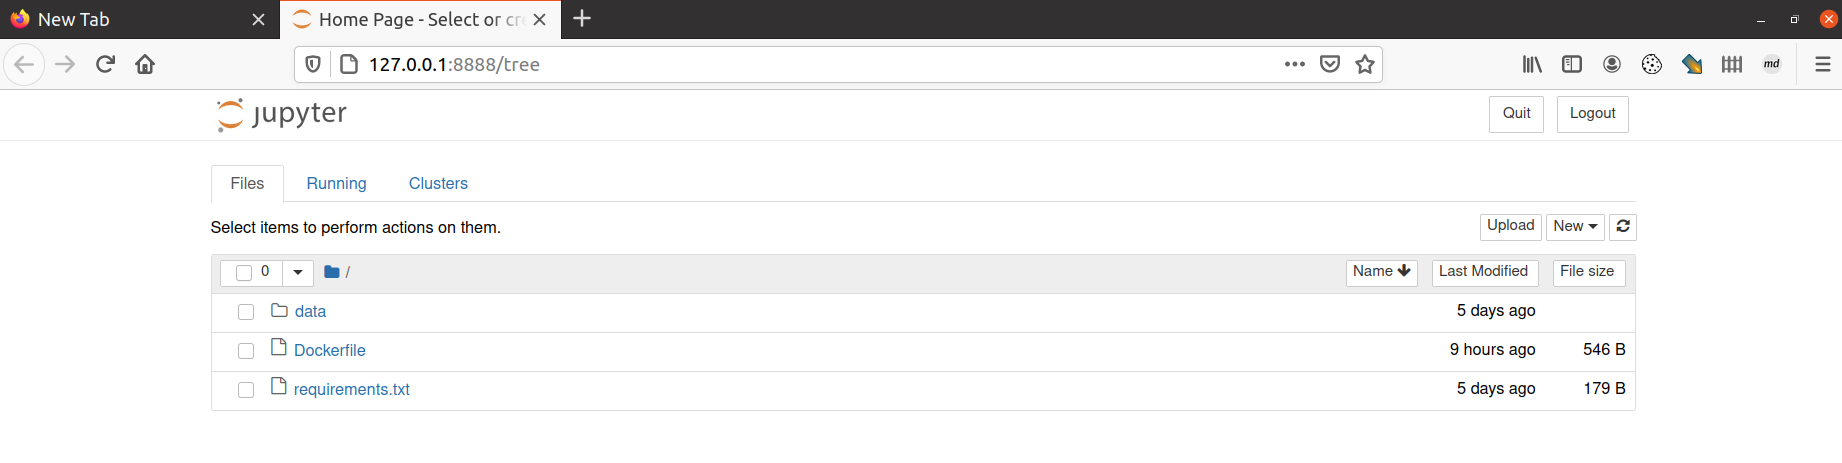 New Tab
Home Page - Select or cre
127.0.0.1:8888/tree
md
jupyter
Quit
Logout
Files
Running
Clusters
Select items to perform actions on them.
Upload
New
0
/
Name
Last Modified
File size
data
5 days ago
Dockerfile
9 hours ago
546 B
requirements.txt
5 days ago
179 B